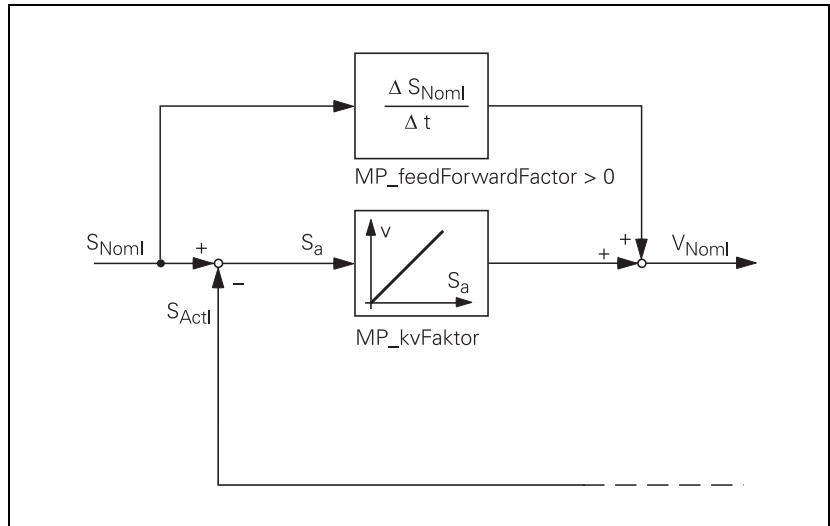 Δ S_Noml
Δ t
MP_feedForwardFactor > 0
S_Noml
+
S_a
v
S_a
+
+
V_Noml
−
S_Actl
MP_kvFaktor